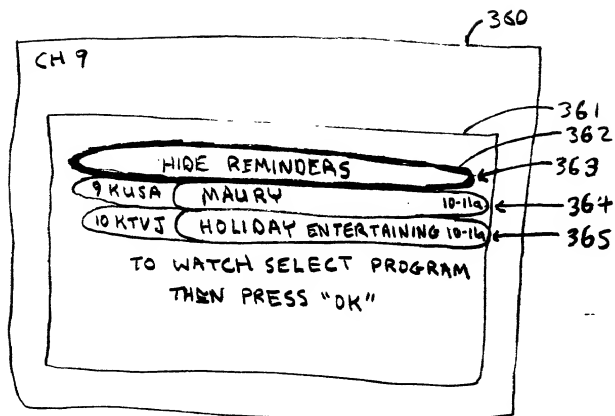 360
CH 9
361
362
HIDE REMINDERS
363
9 KUSA MAURY 10-11a
364
10 KTVJ HOLIDAY ENTERTAINING 10-11a
365
TO WATCH SELECT PROGRAM
THEN PRESS "OK"